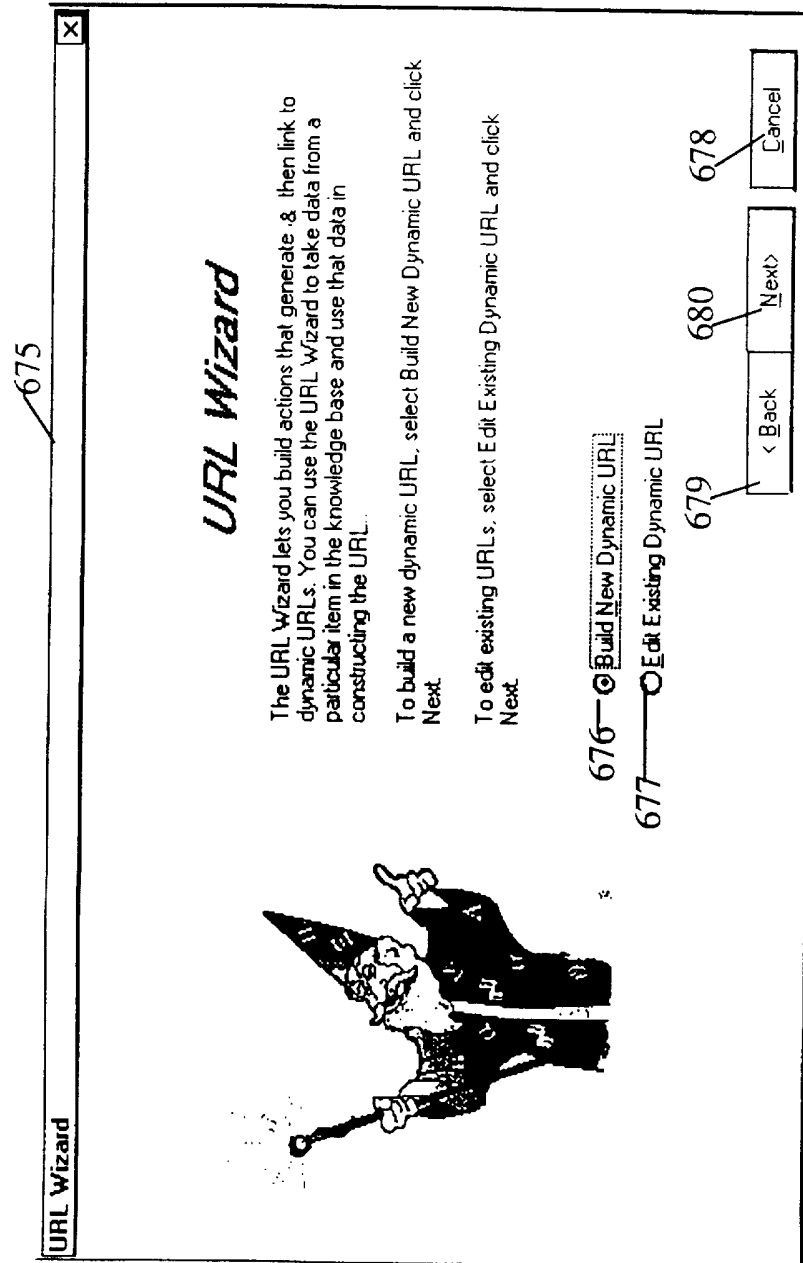 675
URL Wizard
URL Wizard
The URL Wizard lets you build actions that generate & then link to
dynamic URLs. You can use the URL Wizard to take data from a
particular item in the knowledge base and use that data in
constructing the URL.
To build a new dynamic URL, select Build New Dynamic URL and click
Next.
To edit existing URLs, select Edit Existing Dynamic URL and click
Next.
676 Build New Dynamic URL
677 Edit Existing Dynamic URL
679 680 678
< Back Next> Cancel